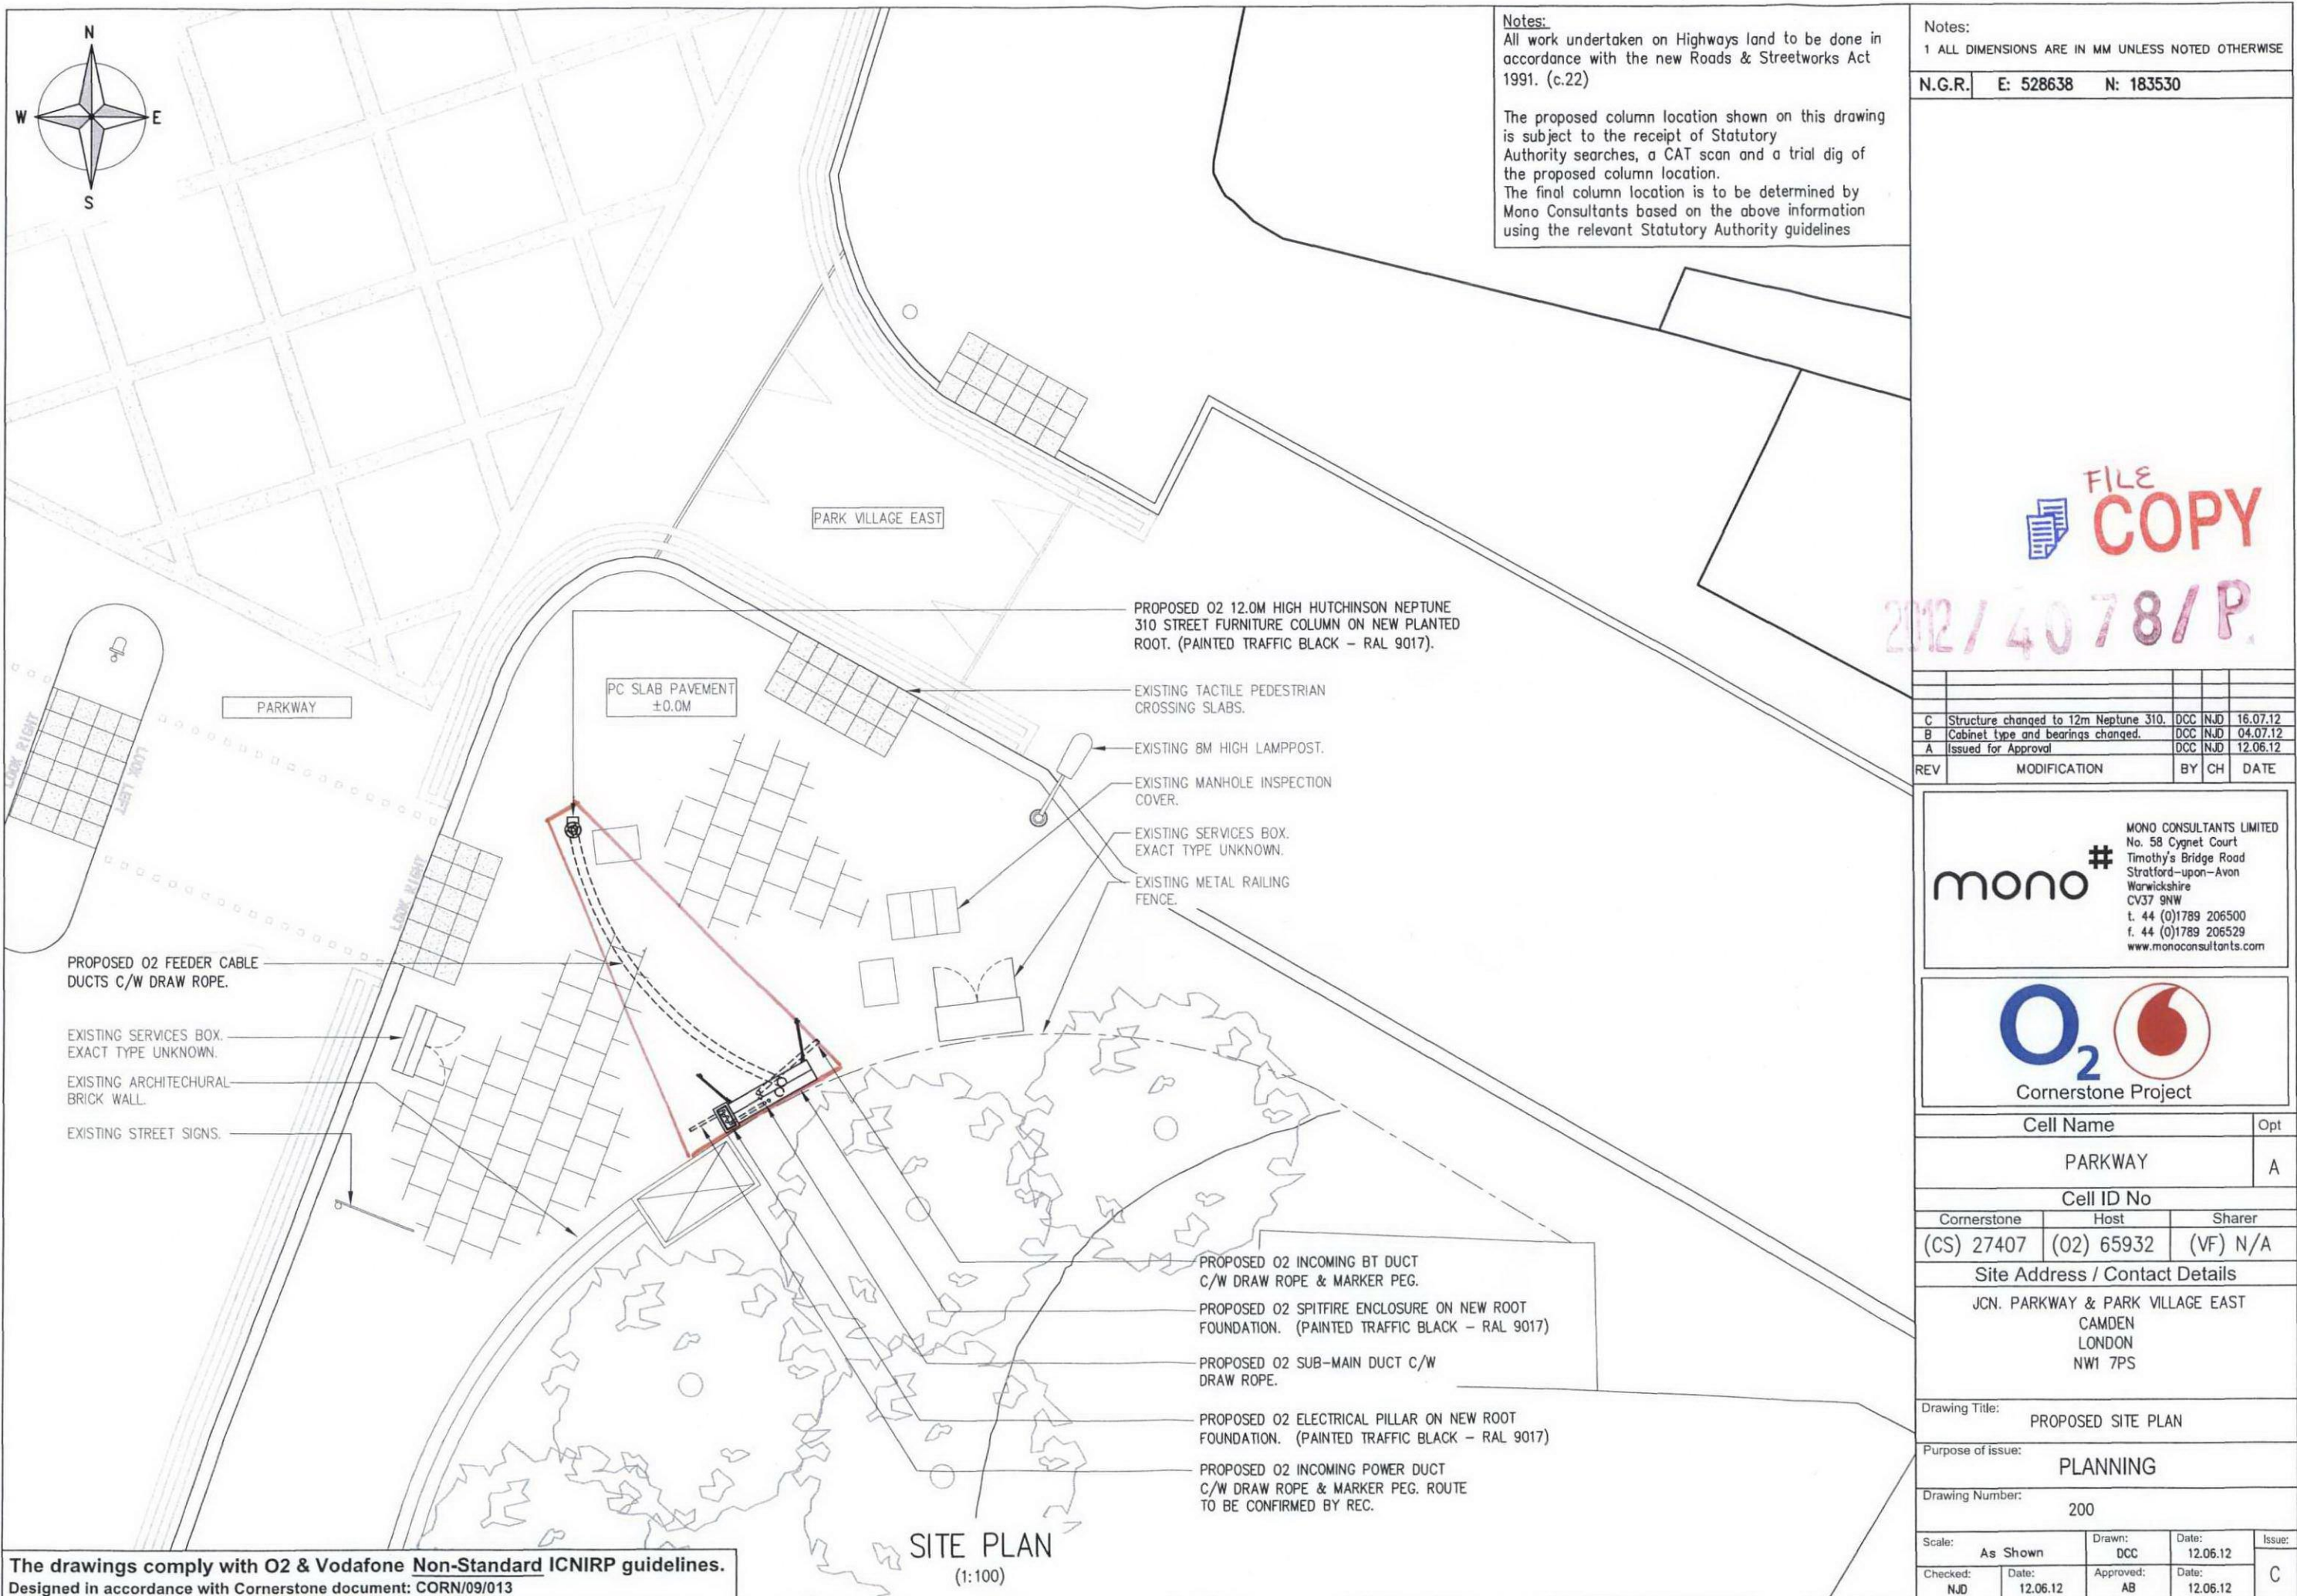 N
W
E
S
Notes:
All work undertaken on Highways land to be done in
accordance with the new Roads & Streetworks Act
1991. (c.22)
The proposed column location shown on this drawing
is subject to the receipt of Statutory
Authority searches, a CAT scan and a trial dig of
the proposed column location.
The final column location is to be determined by
Mono Consultants based on the above information
using the relevant Statutory Authority guidelines
PARK VILLAGE EAST
PARKWAY
PC SLAB PAVEMENT
±0.0M
LOOK RIGHT
LOOK LEFT
LOOK RIGHT
PROPOSED O2 12.0M HIGH HUTCHINSON NEPTUNE
310 STREET FURNITURE COLUMN ON NEW PLANTED
ROOT. (PAINTED TRAFFIC BLACK – RAL 9017).
EXISTING TACTILE PEDESTRIAN
CROSSING SLABS.
EXISTING 8M HIGH LAMPPOST.
EXISTING MANHOLE INSPECTION
COVER.
EXISTING SERVICES BOX.
EXACT TYPE UNKNOWN.
EXISTING METAL RAILING
FENCE.
PROPOSED O2 FEEDER CABLE
DUCTS C/W DRAW ROPE.
EXISTING SERVICES BOX.
EXACT TYPE UNKNOWN.
EXISTING ARCHITECHURAL
BRICK WALL.
EXISTING STREET SIGNS.
PROPOSED O2 INCOMING BT DUCT
C/W DRAW ROPE & MARKER PEG.
PROPOSED O2 SPITFIRE ENCLOSURE ON NEW ROOT
FOUNDATION. (PAINTED TRAFFIC BLACK – RAL 9017)
PROPOSED O2 SUB-MAIN DUCT C/W
DRAW ROPE.
PROPOSED O2 ELECTRICAL PILLAR ON NEW ROOT
FOUNDATION. (PAINTED TRAFFIC BLACK – RAL 9017)
PROPOSED O2 INCOMING POWER DUCT
C/W DRAW ROPE & MARKER PEG. ROUTE
TO BE CONFIRMED BY REC.
SITE PLAN
(1:100)
The drawings comply with O2 & Vodafone Non-Standard ICNIRP guidelines.
Designed in accordance with Cornerstone document: CORN/09/013
Notes:
1 ALL DIMENSIONS ARE IN MM UNLESS NOTED OTHERWISE
N.G.R. E: 528638 N: 183530
FILE
COPY
2012/4078/P
C Structure changed to 12m Neptune 310. DCC NJD 16.07.12
B Cabinet type and bearings changed. DCC NJD 04.07.12
A Issued for Approval DCC NJD 12.06.12
REV MODIFICATION BY CH DATE
mono#
MONO CONSULTANTS LIMITED
No. 58 Cygnet Court
Timothy's Bridge Road
Stratford-upon-Avon
Warwickshire
CV37 9NW
t. 44 (0)1789 206500
f. 44 (0)1789 206529
www.monoconsultants.com
O2
Cornerstone Project
Cell Name Opt
PARKWAY A
Cell ID No
Cornerstone Host Sharer
(CS) 27407 (O2) 65932 (VF) N/A
Site Address / Contact Details
JCN. PARKWAY & PARK VILLAGE EAST
CAMDEN
LONDON
NW1 7PS
Drawing Title:
PROPOSED SITE PLAN
Purpose of issue:
PLANNING
Drawing Number:
200
Scale: Drawn: Date: Issue:
As Shown DCC 12.06.12
Checked: Date: Approved: Date: C
NJD 12.06.12 AB 12.06.12